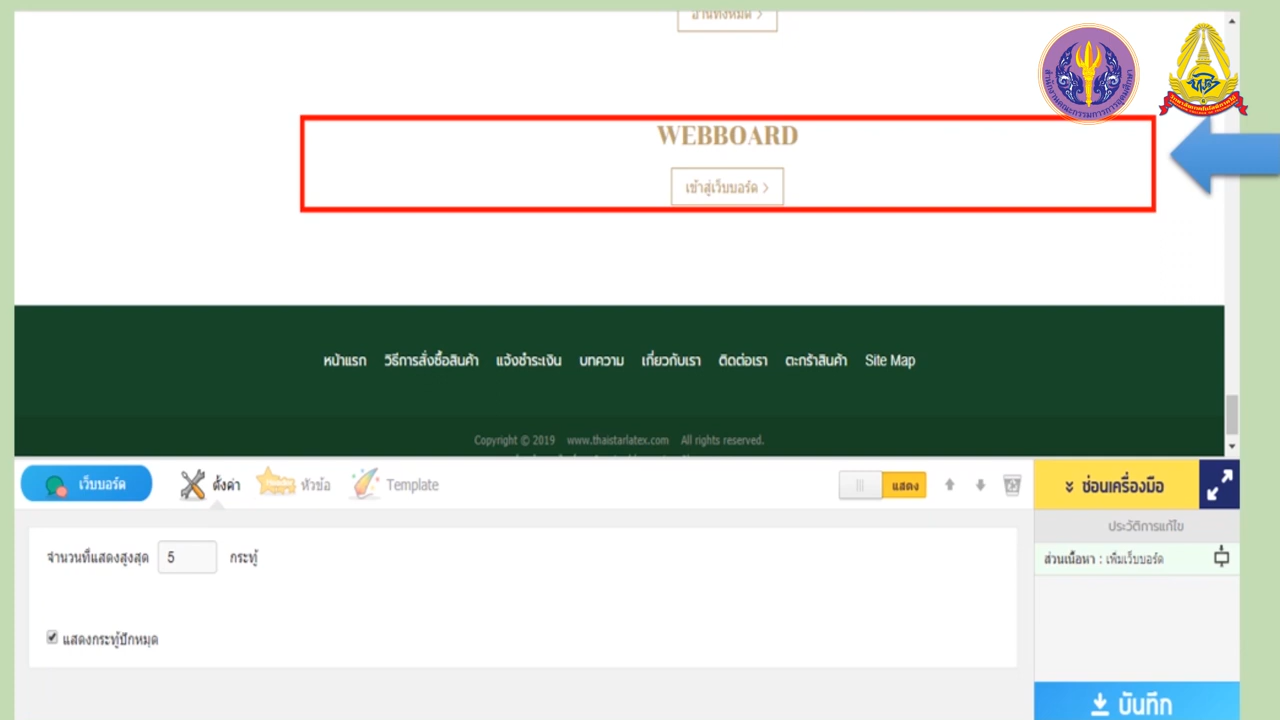 อ่านทั้งหมด >
WEBBOARD
เข้าสู่เว็บบอร์ด >
หน้าแรก วิธีการสั่งซื้อสินค้า แจ้งชำระเงิน บทความ เกี่ยวกับเรา ติดต่อเรา ตะกร้าสินค้า Site Map
Copyright © 2019 www.thaistarlatex.com All rights reserved.
เว็บบอร์ด ตั้งค่า หัวข้อ Template แสดง ซ่อนเครื่องมือ
ประวัติการแก้ไข
จำนวนที่แสดงสูงสุด 5 กระทู้
ส่วนเนื้อหา : เพิ่มเว็บบอร์ด
แสดงกระทู้ปักหมุด
บันทึก